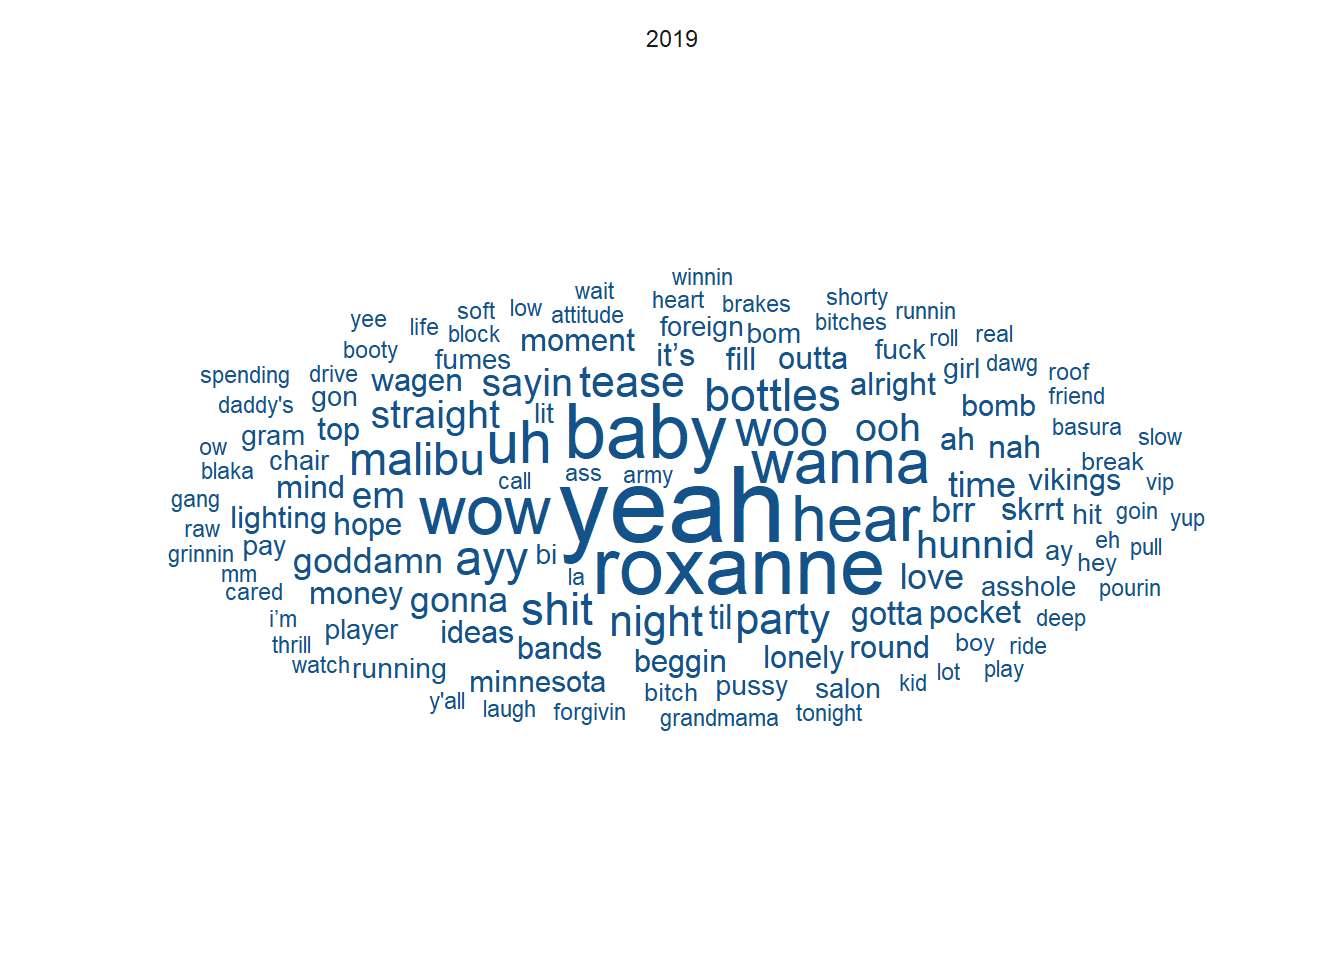 2019
winnin
wait heart brakes shorty
yee life soft low attitude foreign bom bitches runnin
booty block moment it’s fill outta fuck roll real
fumes girl dawg roof
spending drive wagen sayin tease bottles alright friend
daddy's gon straight lit baby woo ooh bomb basura
gram top uh ah nah slow
ow chair malibu wanna break
blaka call ass army time vikings vip
gang mind em wow yeah hear brr skrrt hit goin yup
raw lighting hope
grinnin pay goddamn ayy bi roxanne hunnid ay eh pull
mm la love hey
cared money gonna shit asshole pourin
i’m player night til party gotta pocket deep
thrill ideas bands round boy ride
watch running beggin lonely lot play
minnesota bitch pussy salon kid
y'all laugh forgivin grandmama tonight